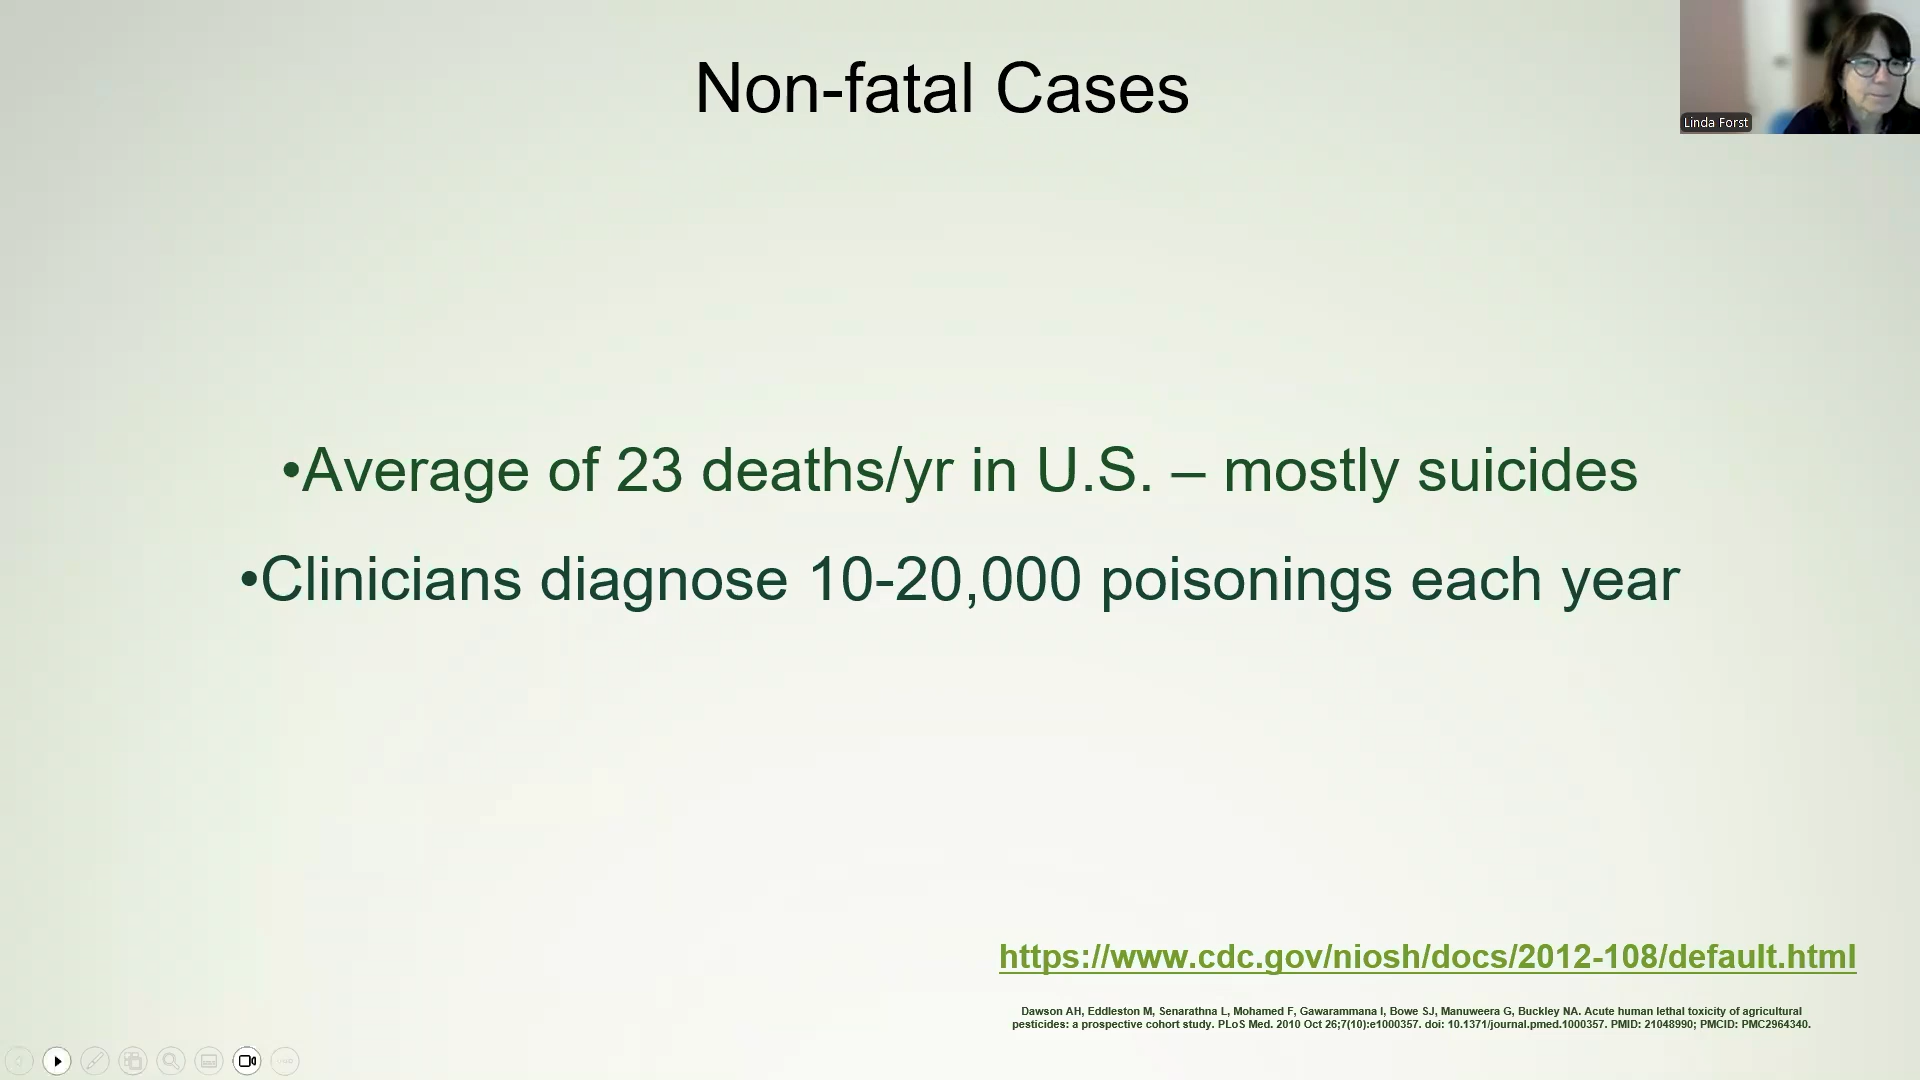 Non-fatal Cases
Linda Forst
•Average of 23 deaths/yr in U.S. – mostly suicides
•Clinicians diagnose 10-20,000 poisonings each year
https://www.cdc.gov/niosh/docs/2012-108/default.html
Dawson AH, Eddleston M, Senarathna L, Mohamed F, Gawarammana I, Bowe SJ, Manuweera G, Buckley NA. Acute human lethal toxicity of agricultural
pesticides: a prospective cohort study. PLoS Med. 2010 Oct 26;7(10):e1000357. doi: 10.1371/journal.pmed.1000357. PMID: 21048990; PMCID: PMC2964340.